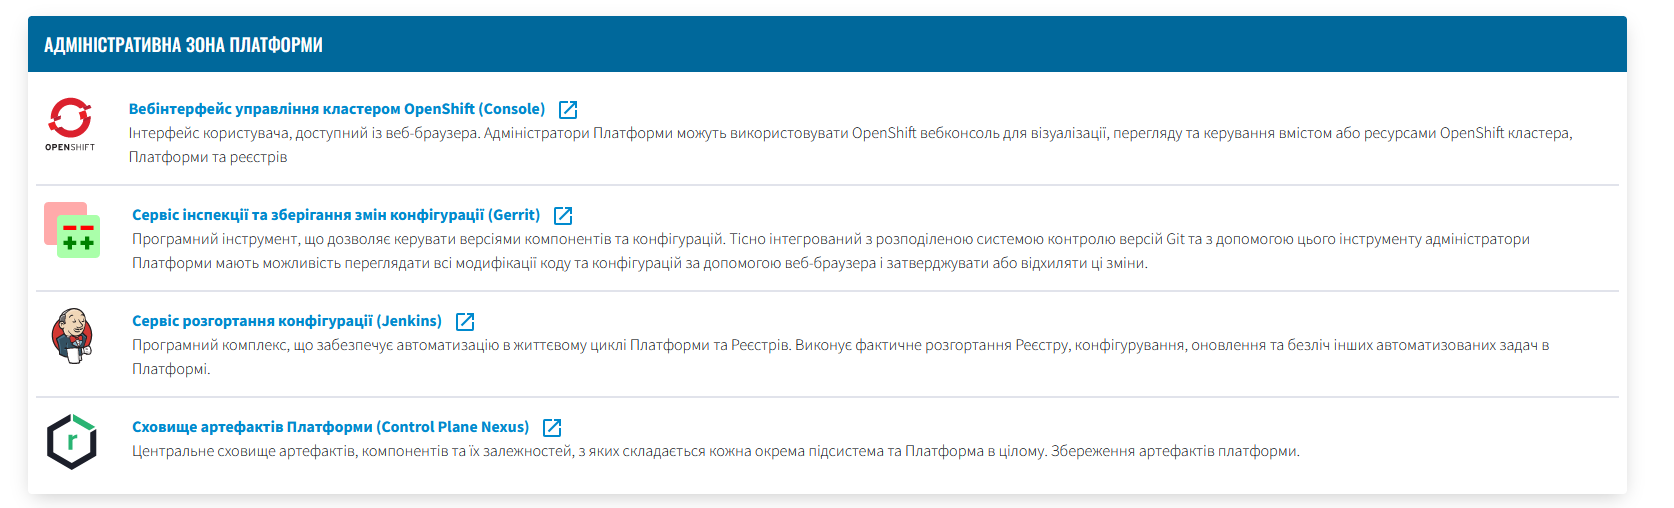 АДМІНІСТРАТИВНА ЗОНА ПЛАТФОРМИ
OPENSHIFT
Вебінтерфейс управління кластером OpenShift (Console)
Інтерфейс користувача, доступний із веб-браузера. Адміністратори Платформи можуть використовувати OpenShift вебконсоль для візуалізації, перегляду та керування вмістом або ресурсами OpenShift кластера,
Платформи та реєстрів
Сервіс інспекції та зберігання змін конфігурації (Gerrit)
Програмний інструмент, що дозволяє керувати версіями компонентів та конфігурацій. Тісно інтегрований з розподіленою системою контролю версій Git та з допомогою цього інструменту адміністратори
Платформи мають можливість переглядати всі модифікації коду та конфігурацій за допомогою веб-браузера і затверджувати або відхиляти ці зміни.
Сервіс розгортання конфігурації (Jenkins)
Програмний комплекс, що забезпечує автоматизацію в життєвому циклі Платформи та Реєстрів. Виконує фактичне розгортання Реєстру, конфігурування, оновлення та безліч інших автоматизованих задач в
Платформі.
r
Сховище артефактів Платформи (Control Plane Nexus)
Центральне сховище артефактів, компонентів та їх залежностей, з яких складається кожна окрема підсистема та Платформа в цілому. Збереження артефактів платформи.